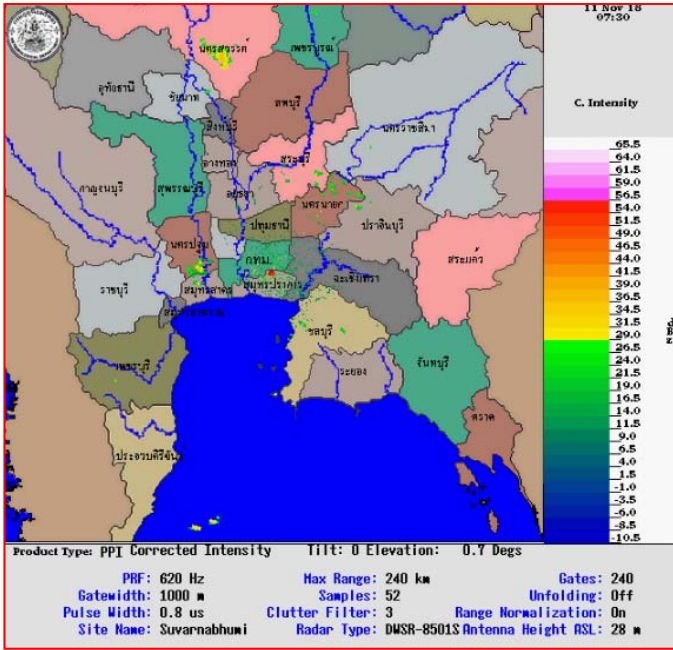 11 Nov 18
07:30
C. Intensity
นครสวรรค์
เพชรบูรณ์
อุทัยธานี
ชัยนาท
ลพบุรี
สิงห์บุรี
นครราชสีมา
อ่างทอง
สระบุรี
กาญจนบุรี
สุพรรณบุรี
อยุธยา
นครนายก
ปราจีนบุรี
ปทุมธานี
นครปฐม
กทม.
สระแก้ว
ราชบุรี
สมุทรสาคร
สมุทรปราการ
ฉะเชิงเทรา
ชลบุรี
เพชรบุรี
ระยอง
จันทบุรี
ตราด
ประจวบคีรีขันธ์
65.5
64.0
61.5
59.0
56.5
54.0
51.5
49.0
46.5
44.0
41.5
39.0
36.5
34.0
31.5
29.0
26.5
24.0
21.5
19.0
16.5
14.0
11.5
9.0
6.5
4.0
1.5
-1.0
-3.5
-6.0
-8.5
-10.5
Product Type: PPI Corrected Intensity Tilt: 0 Elevation: 0.7 Degs
PRF: 620 Hz Max Range: 240 km Gates: 240
Gatewidth: 1000 m Samples: 52 Unfolding: Off
Pulse Width: 0.8 us Clutter Filter: 3 Range Normalization: On
Site Name: Suvarnabhumi Radar Type: DWSR-8501S Antenna Height ASL: 28 m